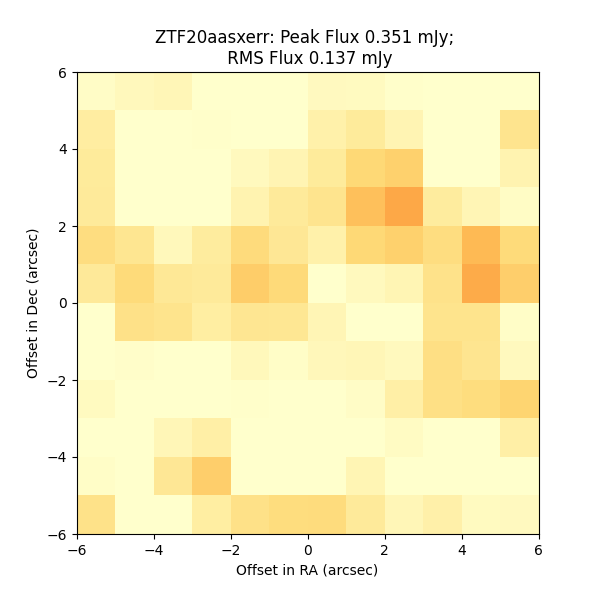 ZTF20aasxerr: Peak Flux 0.351 mJy;
RMS Flux 0.137 mJy
6
4
2
0
−2
−4
−6
Offset in Dec (arcsec)
−6 −4 −2 0 2 4 6
Offset in RA (arcsec)